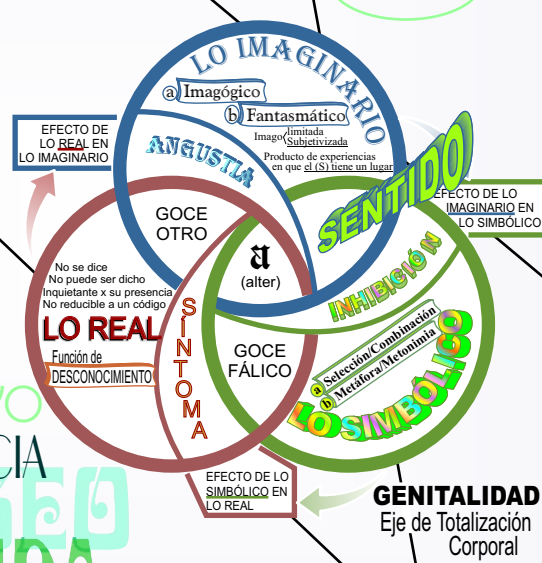 LO IMAGINARIO
a) Imagógico
b) Fantasmático
Imago limitada
Subjetivizada
Producto de experiencias
en que el (S) tiene un lugar
ANGUSTIA
EFECTO DE
LO REAL EN
LO IMAGINARIO
SENTIDO
EFECTO DE LO
IMAGINARIO EN
LO SIMBÓLICO
GOCE
OTRO
a
(alter)
INHIBICIÓN
No se dice
No puede ser dicho
Inquietante x su presencia
No reducible a un código
LO REAL
Función de
DESCONOCIMIENTO
SÍNTOMA
GOCE
FÁLICO
a Selección/Combinación
b Metáfora/Metonimia
LO SIMBÓLICO
EFECTO DE LO
SIMBÓLICO EN
LO REAL
GENITALIDAD
Eje de Totalización
Corporal